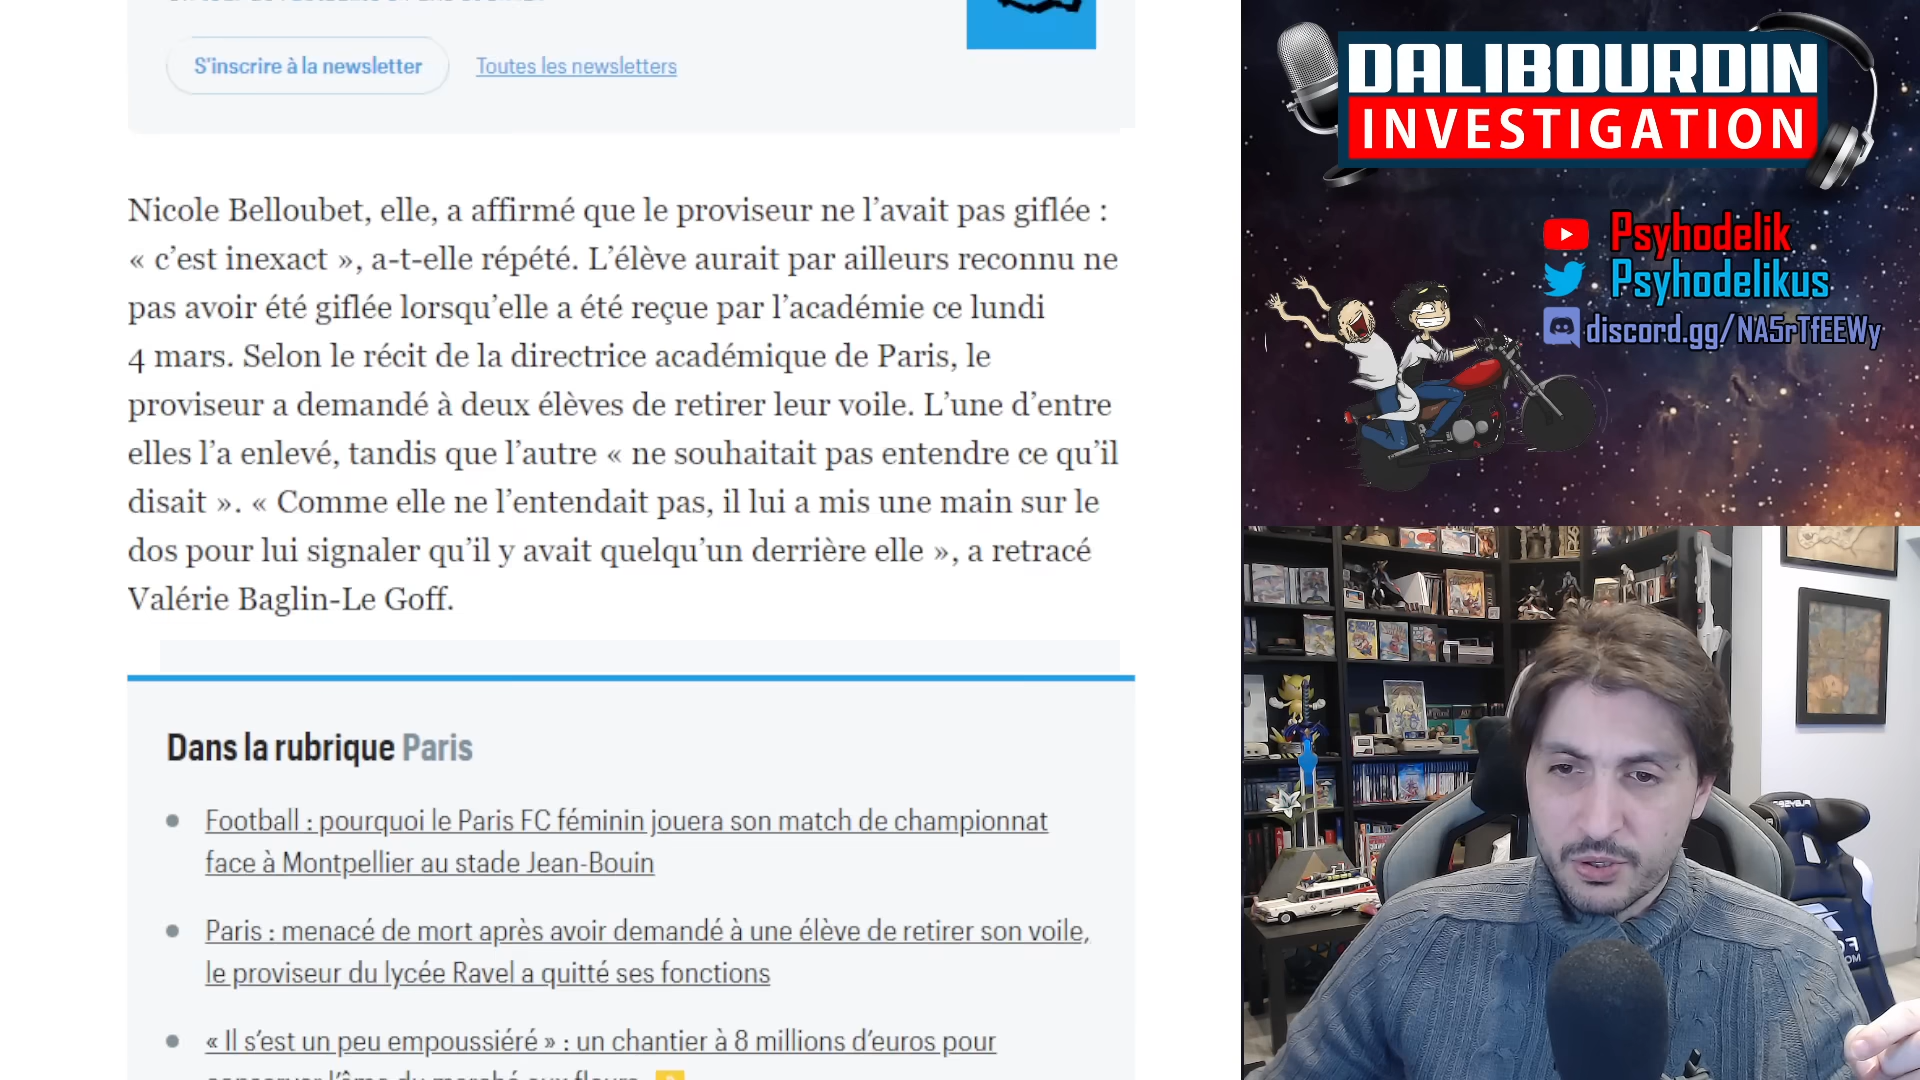 S'inscrire à la newsletter
Toutes les newsletters
Nicole Belloubet, elle, a affirmé que le proviseur ne l’avait pas giflée :
« c’est inexact », a-t-elle répété. L’élève aurait par ailleurs reconnu ne
pas avoir été giflée lorsqu’elle a été reçue par l’académie ce lundi
4 mars. Selon le récit de la directrice académique de Paris, le
proviseur a demandé à deux élèves de retirer leur voile. L’une d’entre
elles l’a enlevé, tandis que l’autre « ne souhaitait pas entendre ce qu’il
disait ». « Comme elle ne l’entendait pas, il lui a mis une main sur le
dos pour lui signaler qu’il y avait quelqu’un derrière elle », a retracé
Valérie Baglin-Le Goff.
Dans la rubrique Paris
Football : pourquoi le Paris FC féminin jouera son match de championnat
face à Montpellier au stade Jean-Bouin
Paris : menacé de mort après avoir demandé à une élève de retirer son voile,
le proviseur du lycée Ravel a quitté ses fonctions
« Il s’est un peu empoussiéré » : un chantier à 8 millions d’euros pour
DALIBOURDIN
INVESTIGATION
Psyhodelik
Psyhodelikus
discord.gg/NA5rTfEEWy